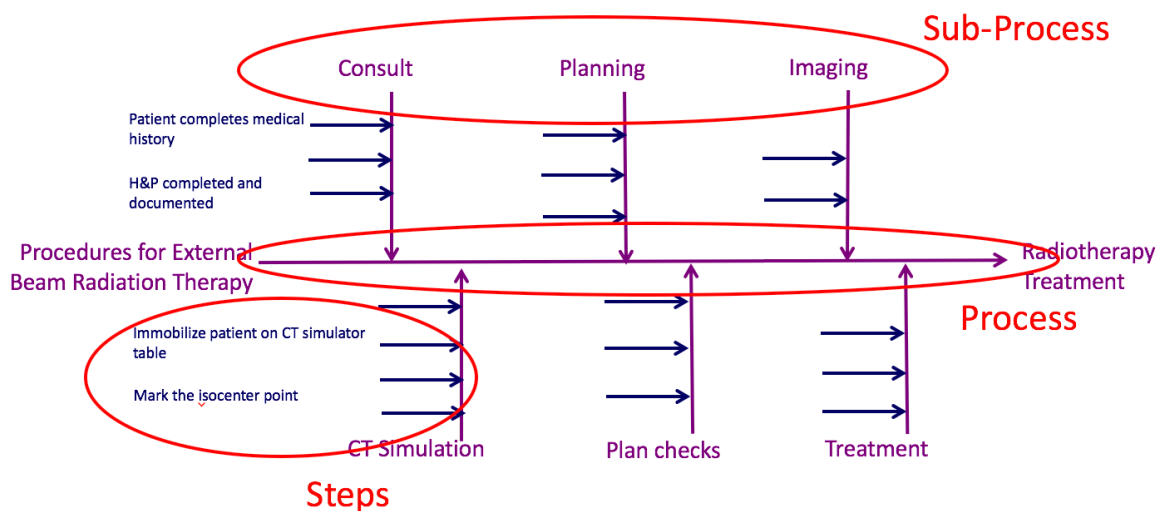 Sub-Process
Consult
Planning
Imaging
Patient completes medical
history
H&P completed and
documented
Procedures for External
Beam Radiation Therapy
Radiotherapy
Treatment
Process
Immobilize patient on CT simulator
table
Mark the isocenter point
CT Simulation
Plan checks
Treatment
Steps